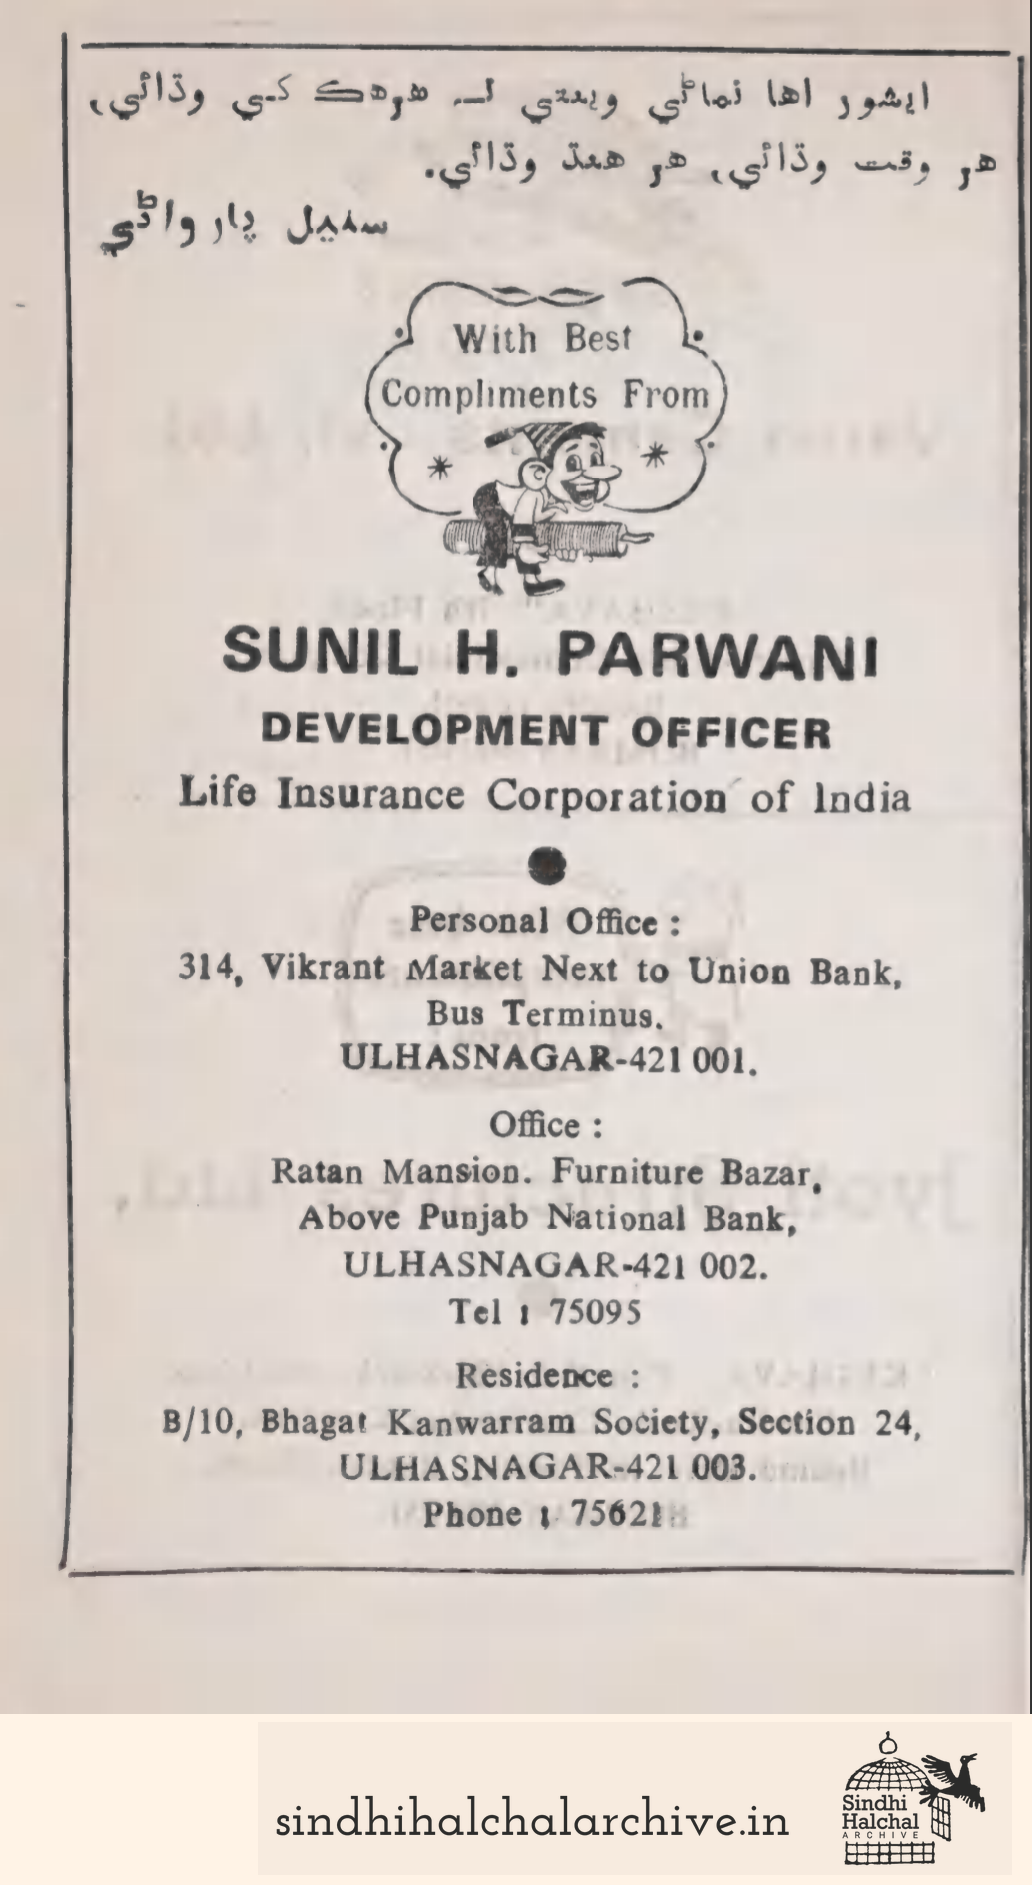 ايشور اها نماڻي ويندي له هرهڪ کي وڌائي،
هر وقت وڌائي، هر هنڌ وڌائي.
سنيل پارواڻي
With Best
Compliments From
SUNIL H. PARWANI
DEVELOPMENT OFFICER
Life Insurance Corporation of India
Personal Office :
314, Vikrant Market Next to Union Bank,
Bus Terminus.
ULHASNAGAR-421 001.
Office :
Ratan Mansion. Furniture Bazar,
Above Punjab National Bank,
ULHASNAGAR-421 002.
Tel : 75095
Residence :
B/10, Bhagat Kanwarram Society, Section 24,
ULHASNAGAR-421 003.
Phone : 75621
sindhihalchalarchive.in
Sindhi
Halchal
ARCHIVE